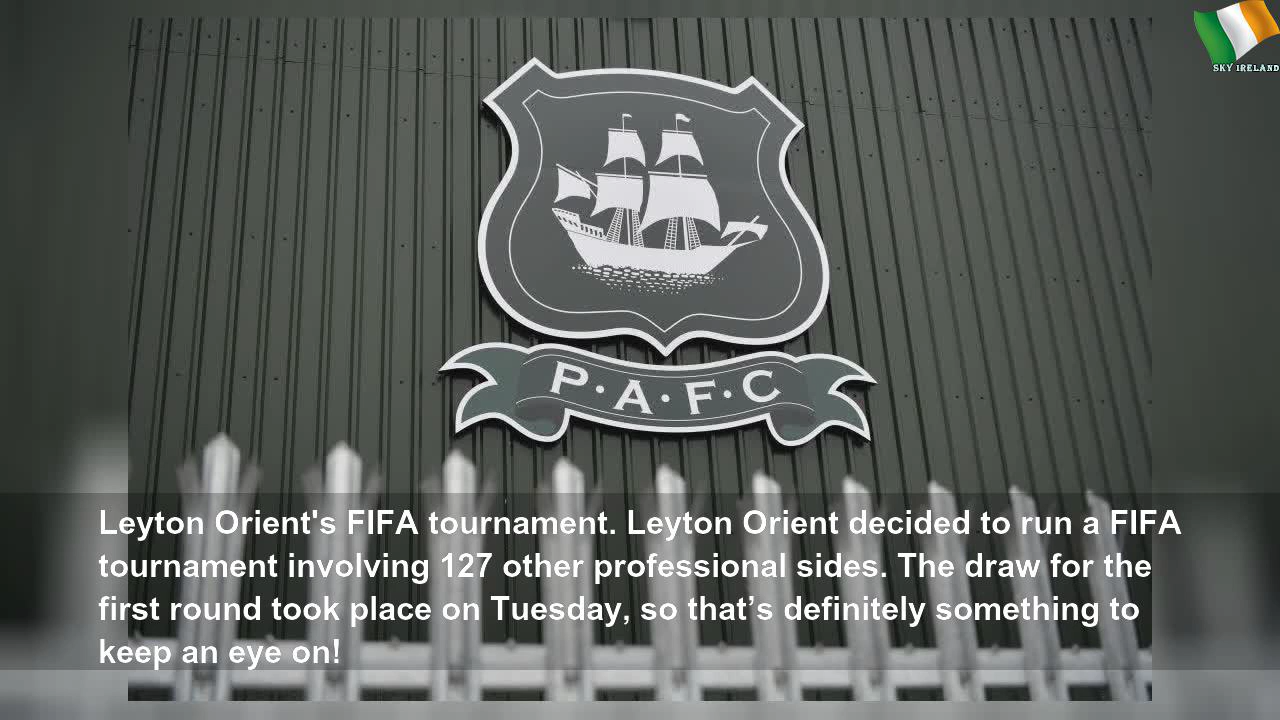 SKY IRELAND
P·A·F·C
Leyton Orient's FIFA tournament. Leyton Orient decided to run a FIFA
tournament involving 127 other professional sides. The draw for the
first round took place on Tuesday, so that’s definitely something to
keep an eye on!